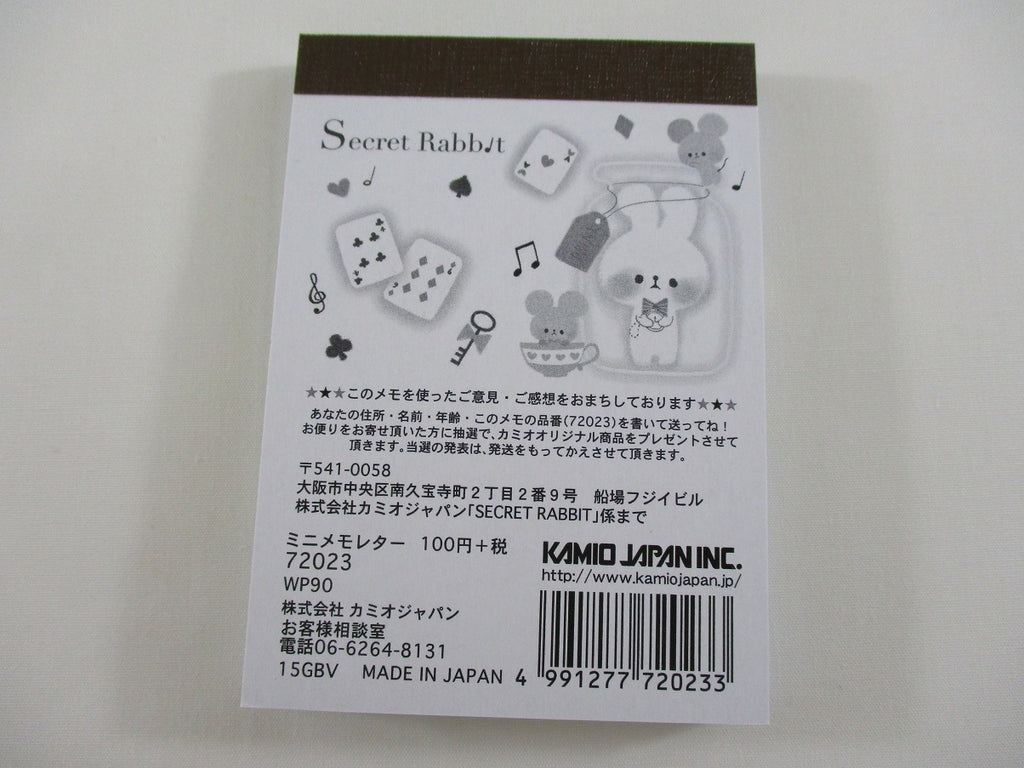 Secret Rabbit
★★★このメモを使ったご意見・ご感想をおまちしております★★★
あなたの住所・名前・年齢・このメモの品番(72023)を書いて送ってね！
お便りをお寄せ頂いた方に抽選で、カミオオリジナル商品をプレゼントさせて
頂きます。当選の発表は、発送をもってかえさせて頂きます。
〒541-0058
大阪市中央区南久宝寺町２丁目２番９号　船場フジイビル
株式会社カミオジャパン「SECRET RABBIT」係まで
ミニメモレター　100円＋税
72023
WP90
KAMIO JAPAN INC.
http://www.kamiojapan.jp/
株式会社 カミオジャパン
お客様相談室
電話06-6264-8131
15GBV　MADE IN JAPAN
4 991277 720233